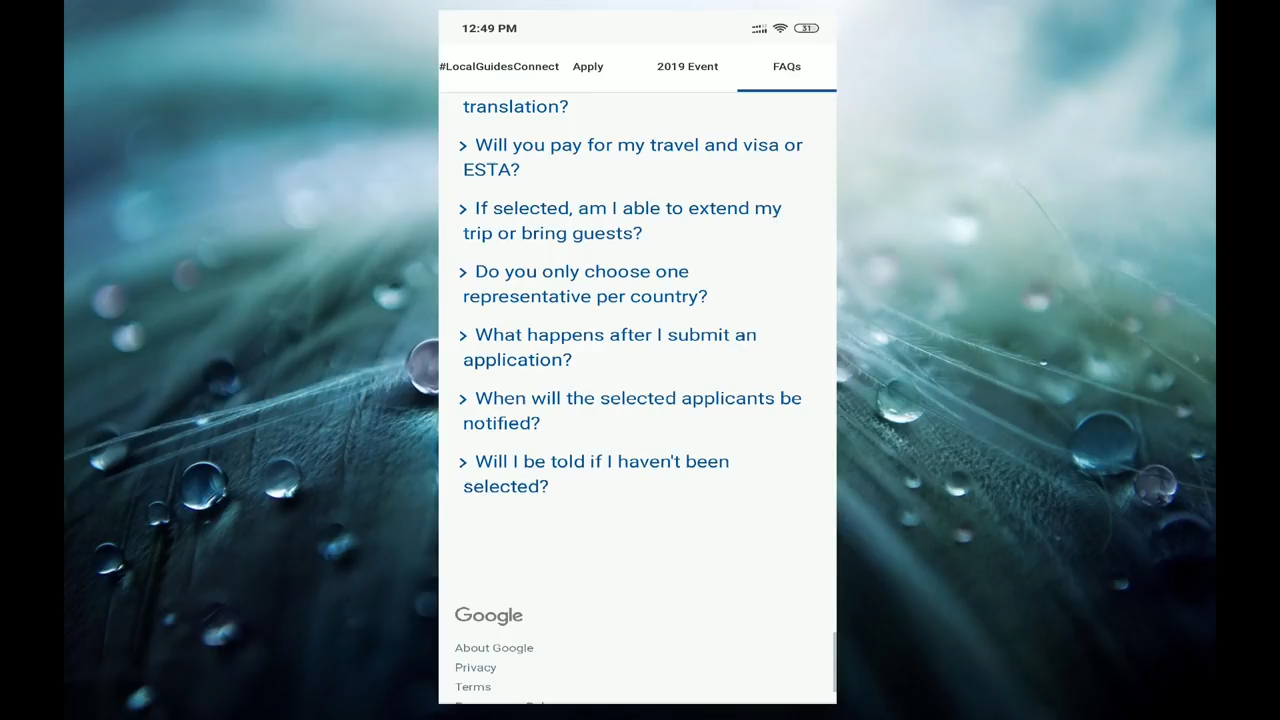 12:49 PM
31
#LocalGuidesConnect Apply 2019 Event FAQs
translation?
> Will you pay for my travel and visa or
ESTA?
> If selected, am I able to extend my
trip or bring guests?
> Do you only choose one
representative per country?
> What happens after I submit an
application?
> When will the selected applicants be
notified?
> Will I be told if I haven't been
selected?
Google
About Google
Privacy
Terms